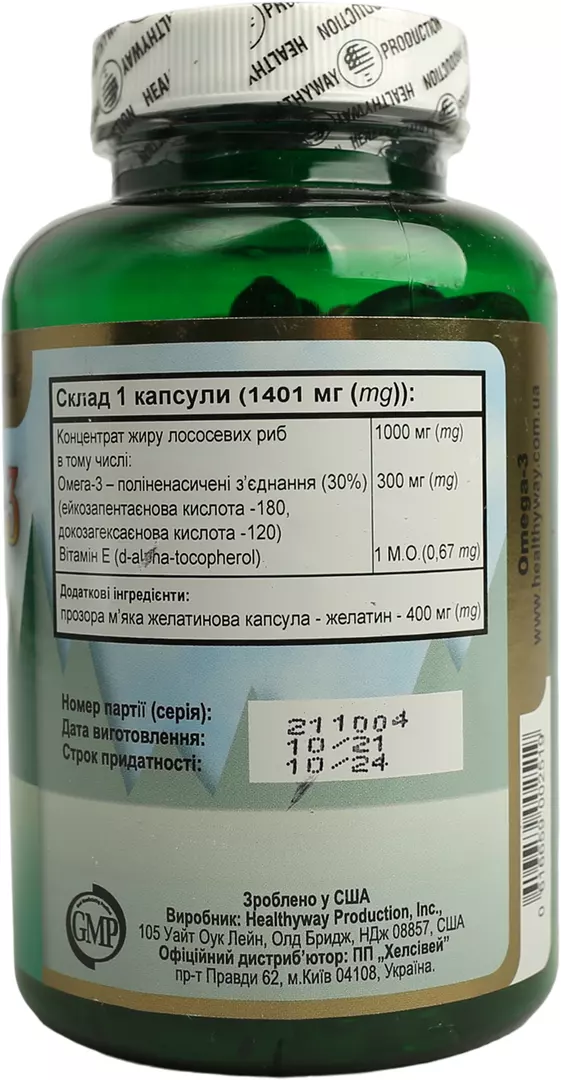 HEALTHYWAY
HEALTHYWAY
PRODUCTION
HEALTHYWAY
3
Склад 1 капсули (1401 мг (mg)):
Концентрат жиру лососевих риб 1000 мг (mg)
в тому числі:
Омега-3 – поліненасичені з’єднання (30%) 300 мг (mg)
(ейкозапентаєнова кислота -180,
докозагексаєнова кислота -120)
Вітамін Е (d-alpha-tocopherol) 1 М.О.(0,67 mg)
Додаткові інгредієнти:
прозора м’яка желатинова капсула - желатин - 400 мг (mg)
Номер партії (серія): 211004
Дата виготовлення: 10/21
Строк придатності: 10/24
GMP
Зроблено у США
Виробник: Healthyway Production, Inc.,
105 Уайт Оук Лейн, Олд Бридж, НДж 08857, США
Офіційний дистриб’ютор: ПП „Хелсівей”
пр-т Правди 62, м.Київ 04108, Україна.
Omega-3
www.healthyway.com.ua